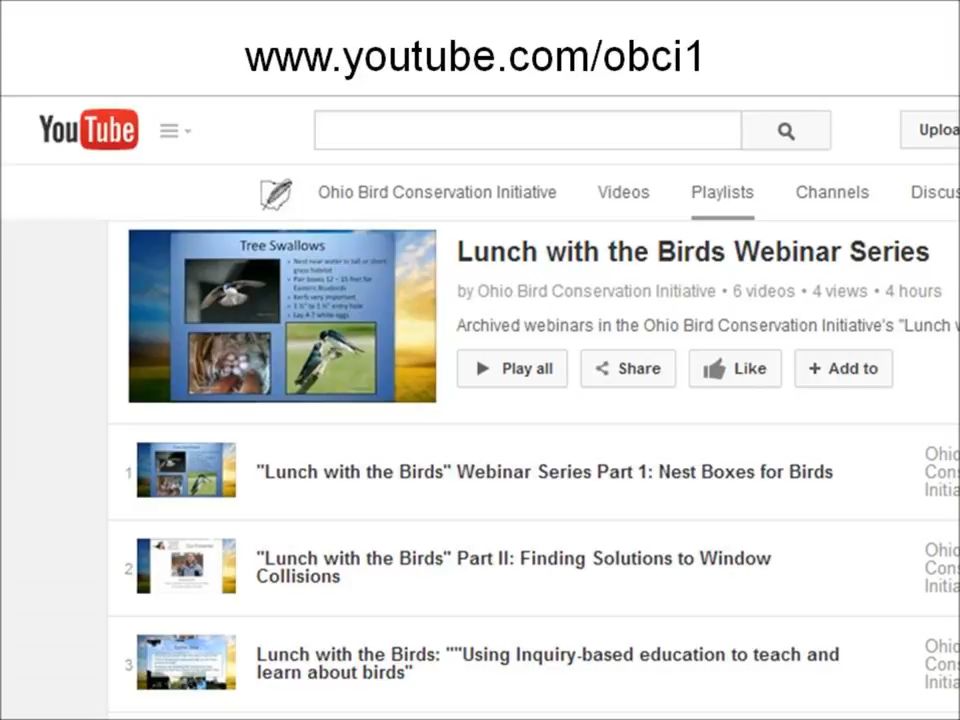 www.youtube.com/obci1
YouTube
Uploa
Ohio Bird Conservation Initiative Videos Playlists Channels Discus
Tree Swallows
Lunch with the Birds Webinar Series
by Ohio Bird Conservation Initiative • 6 videos • 4 views • 4 hours
Archived webinars in the Ohio Bird Conservation Initiative's "Lunch w
Play all Share Like + Add to
1 "Lunch with the Birds" Webinar Series Part 1: Nest Boxes for Birds
Ohio
Cons
Initia
2 "Lunch with the Birds" Part II: Finding Solutions to Window
Collisions
Ohio
Cons
Initia
3 Lunch with the Birds: ""Using Inquiry-based education to teach and
learn about birds"
Ohio
Cons
Initia